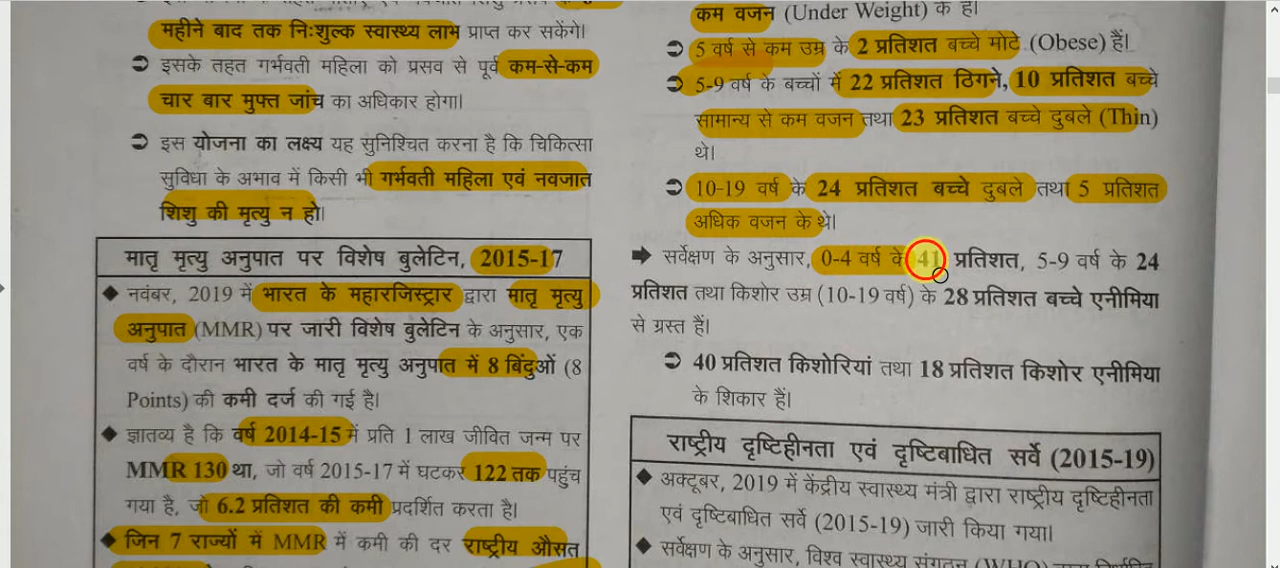 महीने बाद तक निःशुल्क स्वास्थ्य लाभ प्राप्त कर सकेंगे।
➲ इसके तहत गर्भवती महिला को प्रसव से पूर्व कम-से-कम
चार बार मुफ्त जांच का अधिकार होगा।
➲ इस योजना का लक्ष्य यह सुनिश्चित करना है कि चिकित्सा
सुविधा के अभाव में किसी भी गर्भवती महिला एवं नवजात
शिशु की मृत्यु न हो।
मातृ मृत्यु अनुपात पर विशेष बुलेटिन, 2015-17
◆ नवंबर, 2019 में भारत के महारजिस्ट्रार द्वारा मातृ मृत्यु
अनुपात (MMR) पर जारी विशेष बुलेटिन के अनुसार, एक
वर्ष के दौरान भारत के मातृ मृत्यु अनुपात में 8 बिंदुओं (8
Points) की कमी दर्ज की गई है।
◆ ज्ञातव्य है कि वर्ष 2014-15 में प्रति 1 लाख जीवित जन्म पर
MMR 130 था, जो वर्ष 2015-17 में घटकर 122 तक पहुंच
गया है, जो 6.2 प्रतिशत की कमी प्रदर्शित करता है।
◆ जिन 7 राज्यों में MMR में कमी की दर राष्ट्रीय औसत
कम वजन (Under Weight) के हैं।
➲ 5 वर्ष से कम उम्र के 2 प्रतिशत बच्चे मोटे (Obese) हैं।
➲ 5-9 वर्ष के बच्चों में 22 प्रतिशत ठिगने, 10 प्रतिशत बच्चे
सामान्य से कम वजन तथा 23 प्रतिशत बच्चे दुबले (Thin)
थे।
➲ 10-19 वर्ष के 24 प्रतिशत बच्चे दुबले तथा 5 प्रतिशत
अधिक वजन के थे।
➡ सर्वेक्षण के अनुसार, 0-4 वर्ष के 41 प्रतिशत, 5-9 वर्ष के 24
प्रतिशत तथा किशोर उम्र (10-19 वर्ष) के 28 प्रतिशत बच्चे एनीमिया
से ग्रस्त हैं।
➲ 40 प्रतिशत किशोरियां तथा 18 प्रतिशत किशोर एनीमिया
के शिकार हैं।
राष्ट्रीय दृष्टिहीनता एवं दृष्टिबाधित सर्वे (2015-19)
◆ अक्टूबर, 2019 में केंद्रीय स्वास्थ्य मंत्री द्वारा राष्ट्रीय दृष्टिहीनता
एवं दृष्टिबाधित सर्वे (2015-19) जारी किया गया।
◆ सर्वेक्षण के अनुसार, विश्व स्वास्थ्य संगठन (WHO) द्वारा निर्धारित